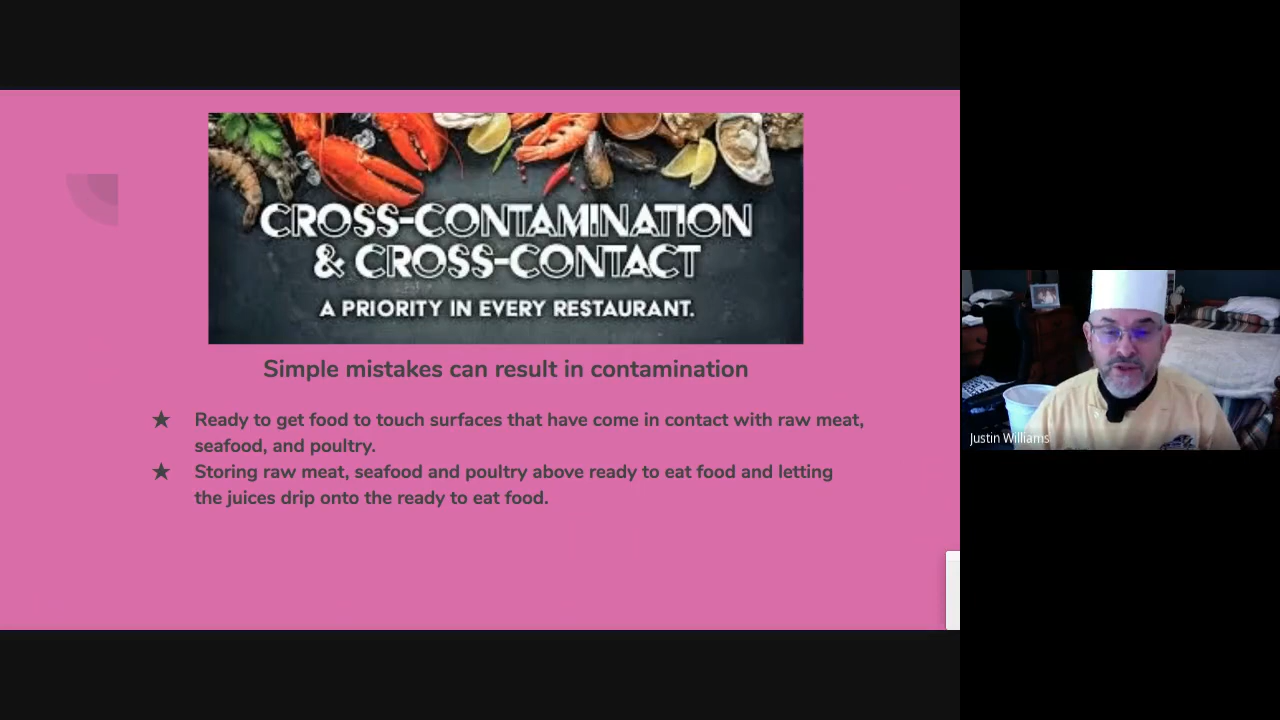 CROSS-CONTAMINATION
& CROSS-CONTACT
A PRIORITY IN EVERY RESTAURANT.
Simple mistakes can result in contamination
★ Ready to get food to touch surfaces that have come in contact with raw meat,
seafood, and poultry.
★ Storing raw meat, seafood and poultry above ready to eat food and letting
the juices drip onto the ready to eat food.
Justin Williams